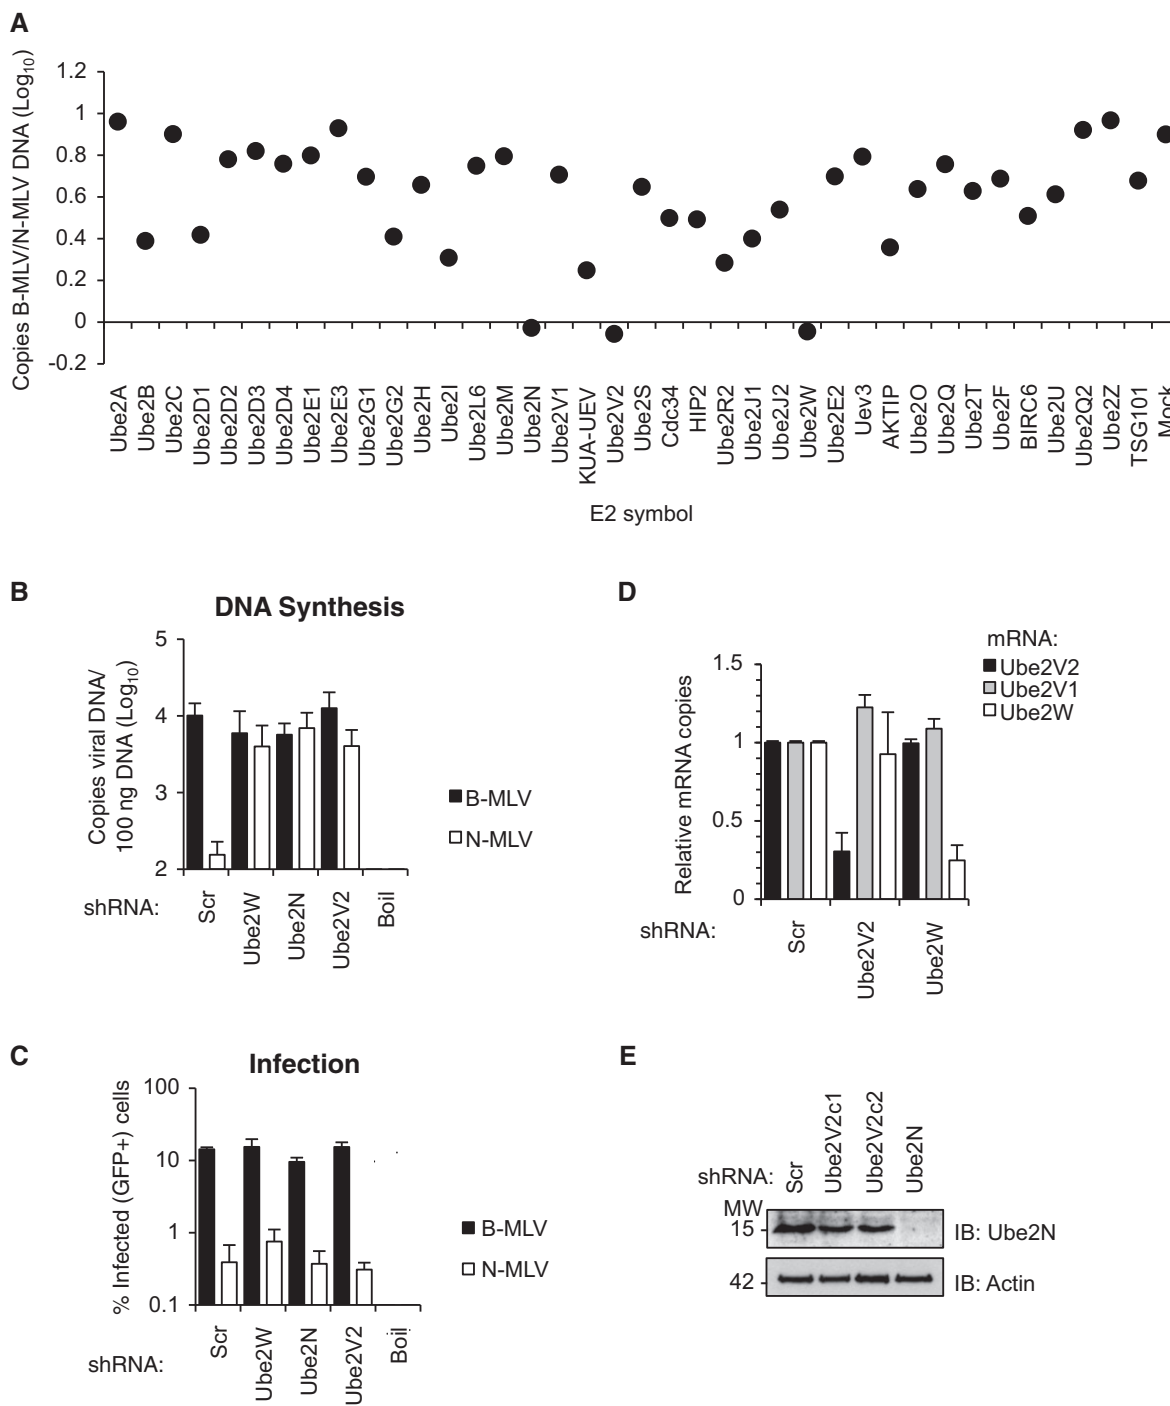 A
Copies B-MLV/N-MLV DNA (Log10)
1.2
1
0.8
0.6
0.4
0.2
0
-0.2
Ube2A
Ube2B
Ube2C
Ube2D1
Ube2D2
Ube2D3
Ube2D4
Ube2E1
Ube2E3
Ube2G1
Ube2G2
Ube2H
Ube2I
Ube2L6
Ube2M
Ube2N
Ube2V1
KUA-UEV
Ube2V2
Ube2S
Cdc34
HIP2
Ube2R2
Ube2J1
Ube2J2
Ube2W
Ube2E2
Uev3
AKTIP
Ube2O
Ube2Q
Ube2T
Ube2F
BIRC6
Ube2U
Ube2Q2
Ube2Z
TSG101
Mock
E2 symbol
B
DNA Synthesis
Copies viral DNA/
100 ng DNA (Log10)
5
4
3
2
shRNA:
Scr
Ube2W
Ube2N
Ube2V2
Boil
B-MLV
N-MLV
D
mRNA:
Ube2V2
Ube2V1
Ube2W
Relative mRNA copies
1.5
1
0.5
0
shRNA:
Scr
Ube2V2
Ube2W
C
Infection
% Infected (GFP+) cells
100
10
1
0.1
shRNA:
Scr
Ube2W
Ube2N
Ube2V2
Boil
B-MLV
N-MLV
E
shRNA:
Scr
Ube2V2c1
Ube2V2c2
Ube2N
MW
15
IB: Ube2N
42
IB: Actin